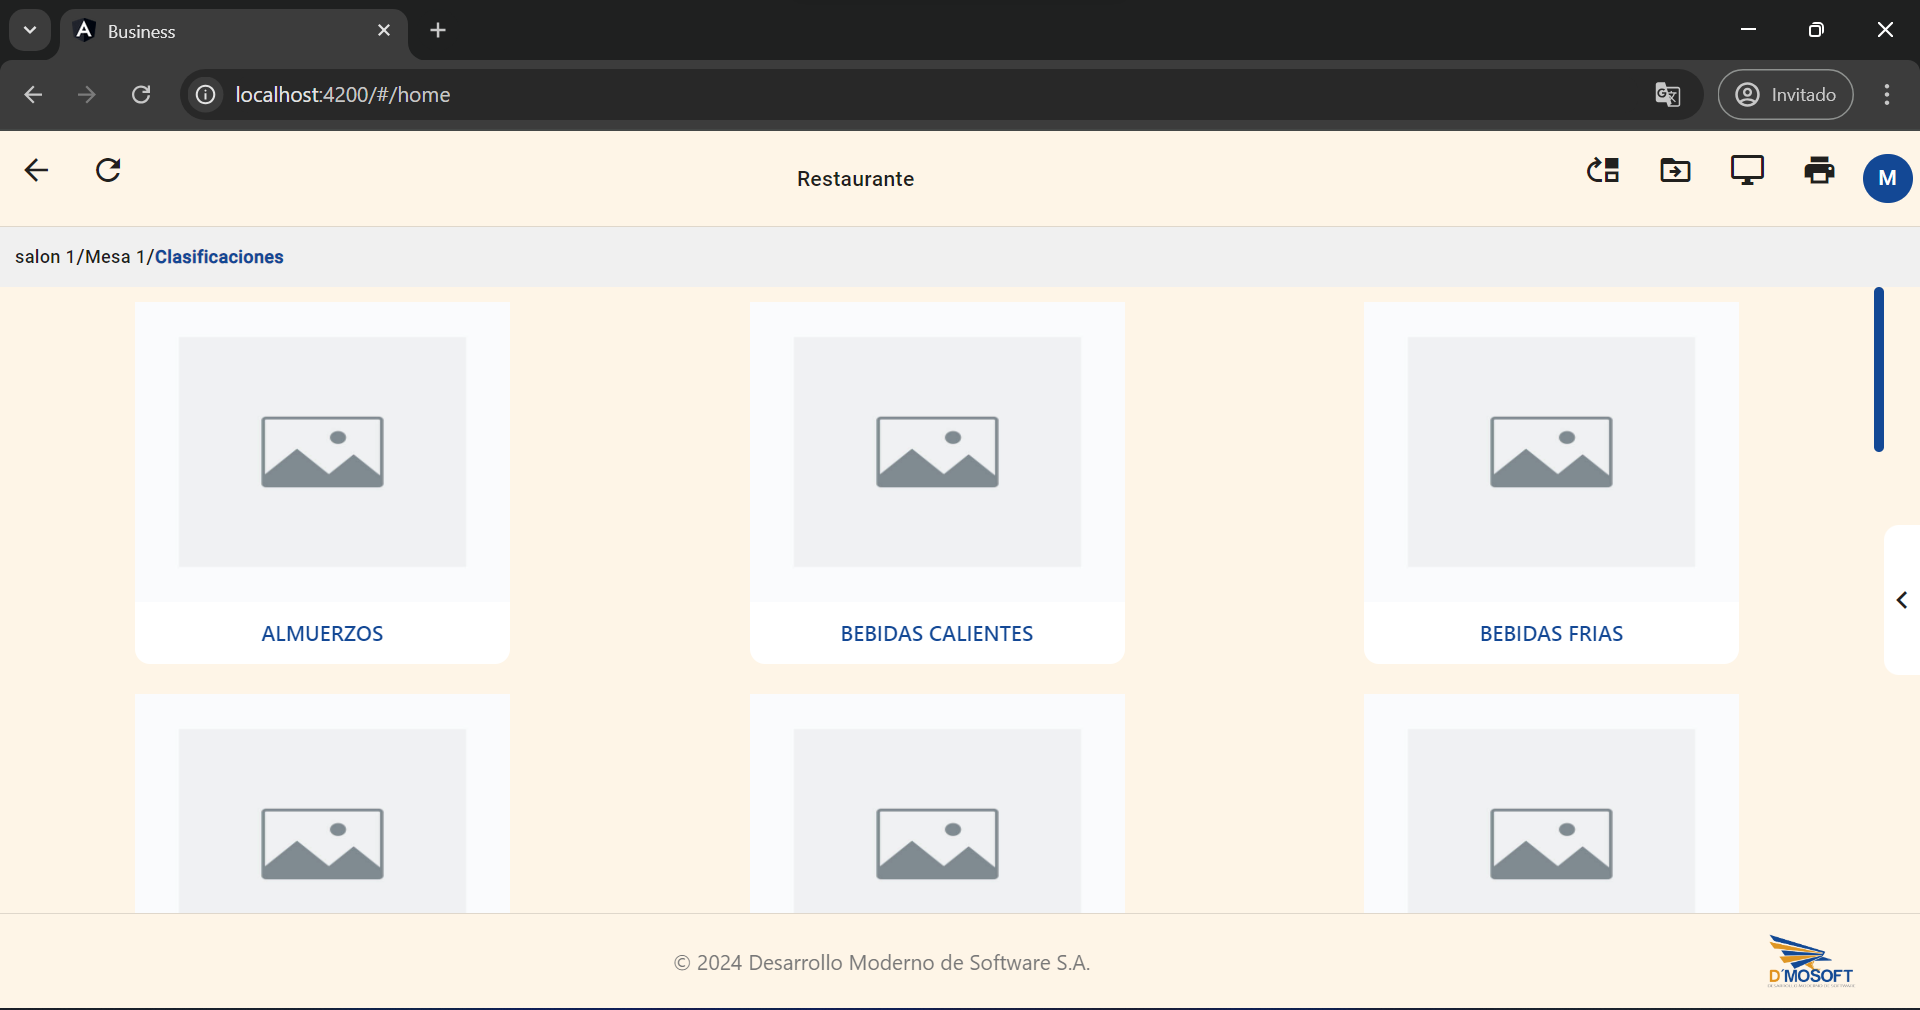 Business
localhost:4200/#/home
Invitado
Restaurante
M
salon 1/Mesa 1/Clasificaciones
ALMUERZOS
BEBIDAS CALIENTES
BEBIDAS FRIAS
© 2024 Desarrollo Moderno de Software S.A.
D'MOSOFT